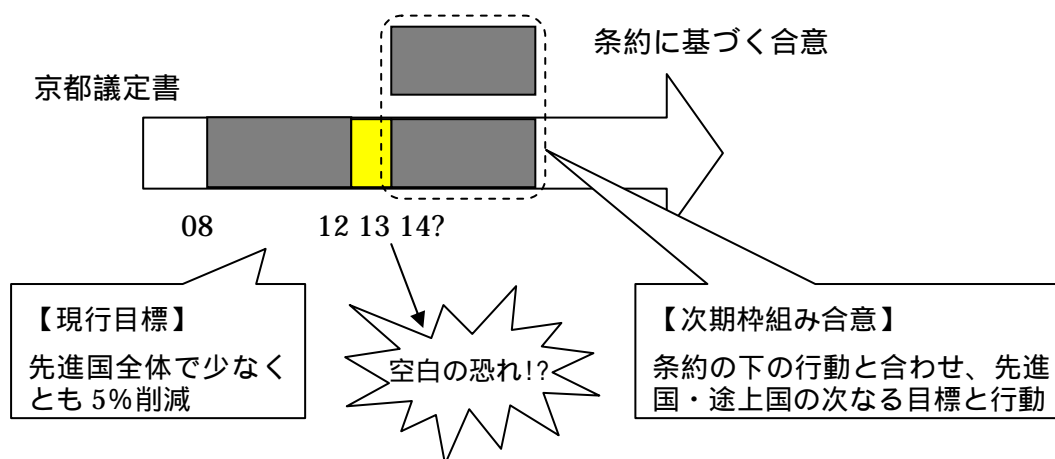 条約に基づく合意
京都議定書
08
12 13 14?
【現行目標】
先進国全体で少なく
とも 5%削減
空白の恐れ!?
【次期枠組み合意】
条約の下の行動と合わせ、先進
国・途上国の次なる目標と行動